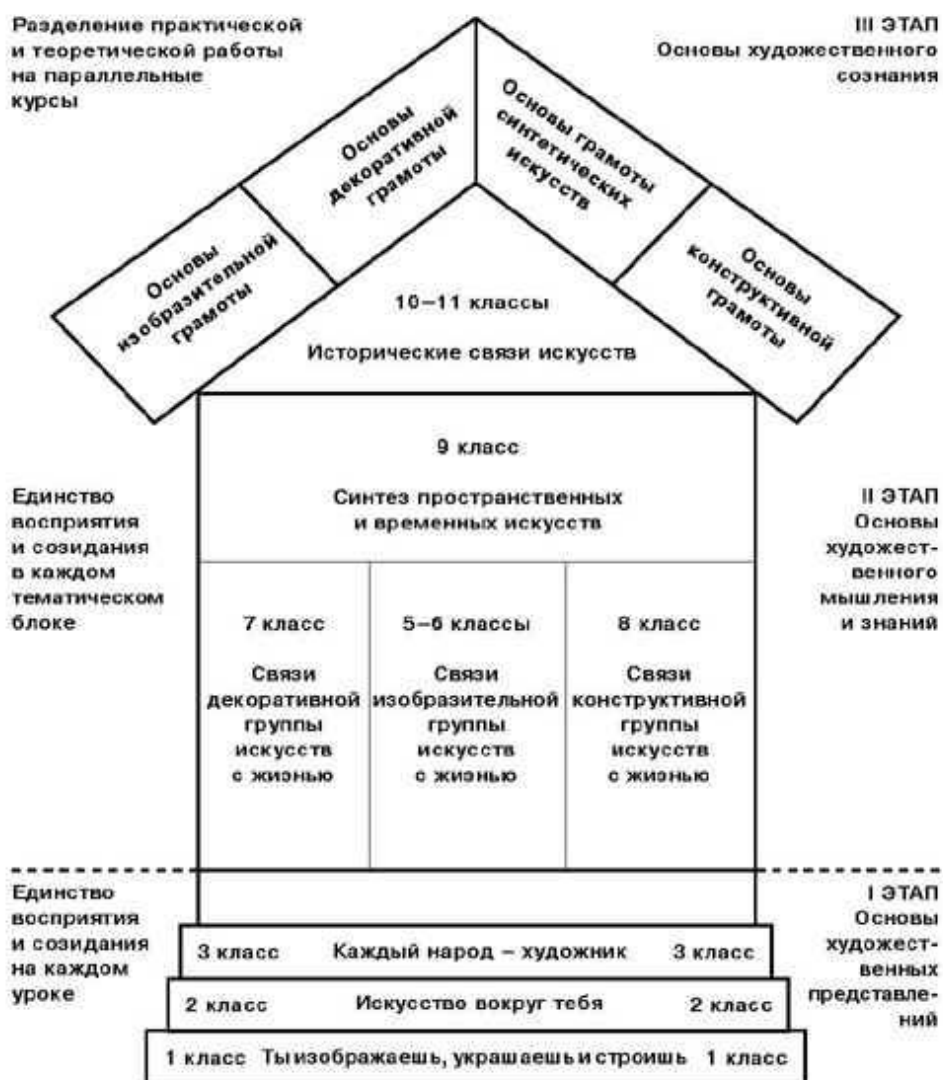 Разделение практической
и теоретической работы
на параллельные
курсы
III ЭТАП
Основы художественного
сознания
Основы
изобразительной
грамоты
Основы
декоративной
грамоты
Основы грамоты
синтетических
искусств
Основы
конструктивной
грамоты
10–11 классы
Исторические связи искусств
9 класс
Синтез пространственных
и временных искусств
Единство
восприятия
и созидания
в каждом
тематическом
блоке
II ЭТАП
Основы
художест-
венного
мышления
и знаний
7 класс
Связи
декоративной
группы
искусств
с жизнью
5–6 классы
Связи
изобразительной
группы
искусств
с жизнью
8 класс
Связи
конструктивной
группы
искусств
с жизнью
Единство
восприятия
и созидания
на каждом
уроке
I ЭТАП
Основы
художест-
венных
представле-
ний
3 класс Каждый народ – художник 3 класс
2 класс Искусство вокруг тебя 2 класс
1 класс Ты изображаешь, украшаешь и строишь 1 класс